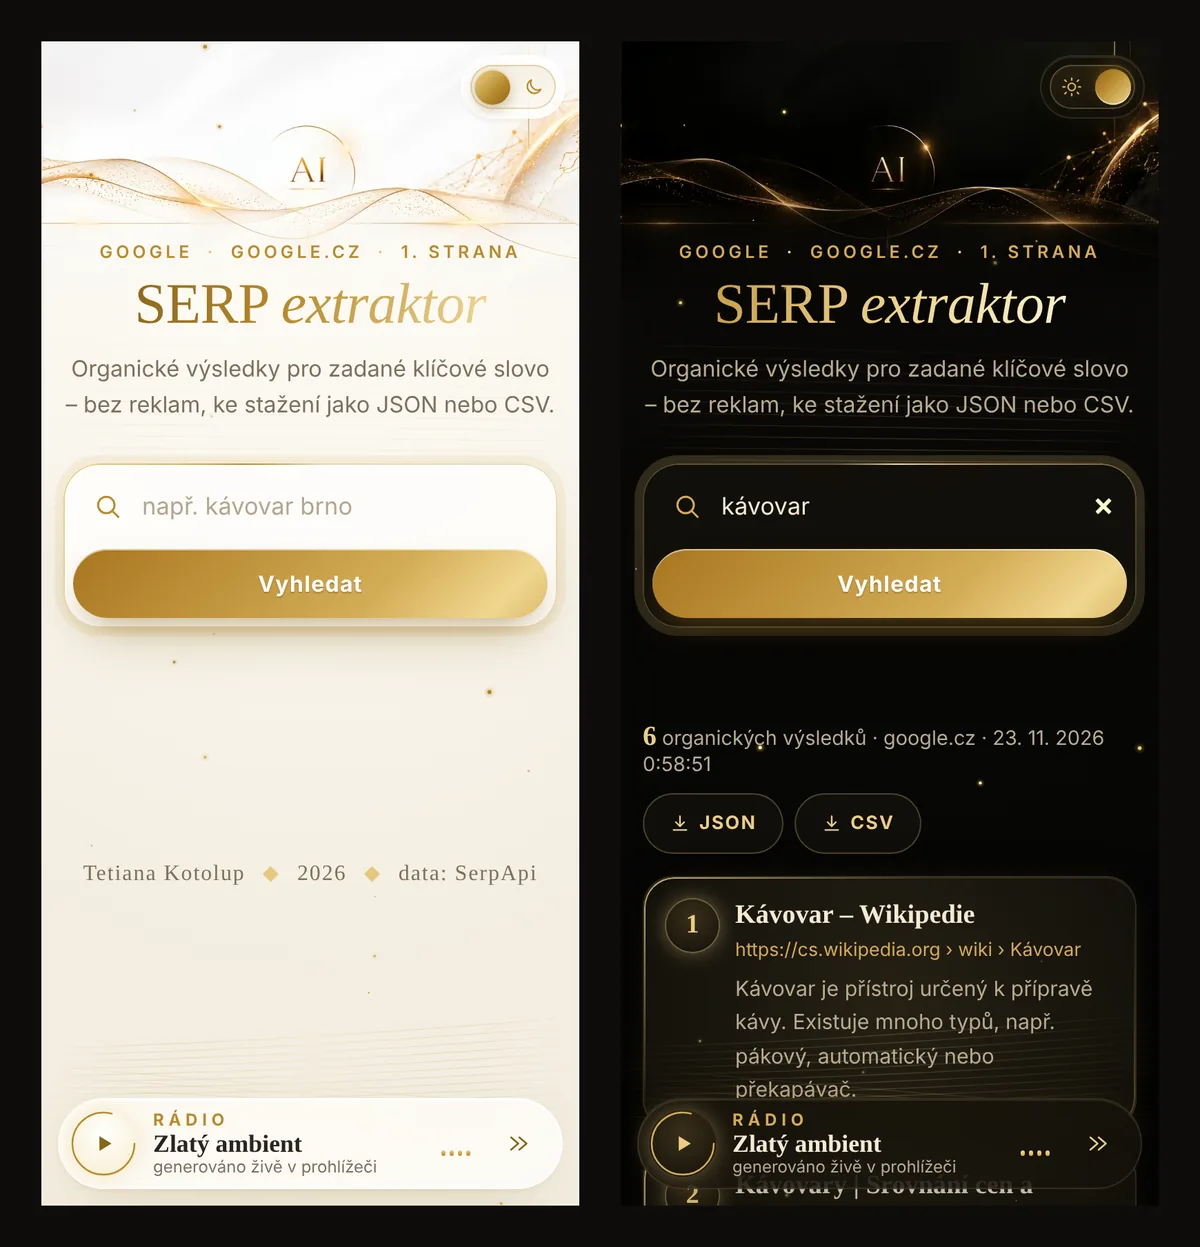 AI
GOOGLE · GOOGLE.CZ · 1. STRANA
SERP extraktor
Organické výsledky pro zadané klíčové slovo
– bez reklam, ke stažení jako JSON nebo CSV.
např. kávovar brno
Vyhledat
Tetiana Kotolup ◆ 2026 ◆ data: SerpApi
RÁDIO
Zlatý ambient
generováno živě v prohlížeči
AI
GOOGLE · GOOGLE.CZ · 1. STRANA
SERP extraktor
Organické výsledky pro zadané klíčové slovo
– bez reklam, ke stažení jako JSON nebo CSV.
kávovar
Vyhledat
6 organických výsledků · google.cz · 23. 11. 2026
0:58:51
JSON CSV
1 Kávovar – Wikipedie
https://cs.wikipedia.org › wiki › Kávovar
Kávovar je přístroj určený k přípravě
kávy. Existuje mnoho typů, např.
pákový, automatický nebo
překapávač.
RÁDIO
Zlatý ambient
generováno živě v prohlížeči
2 Kávovary | Srovnání cen a